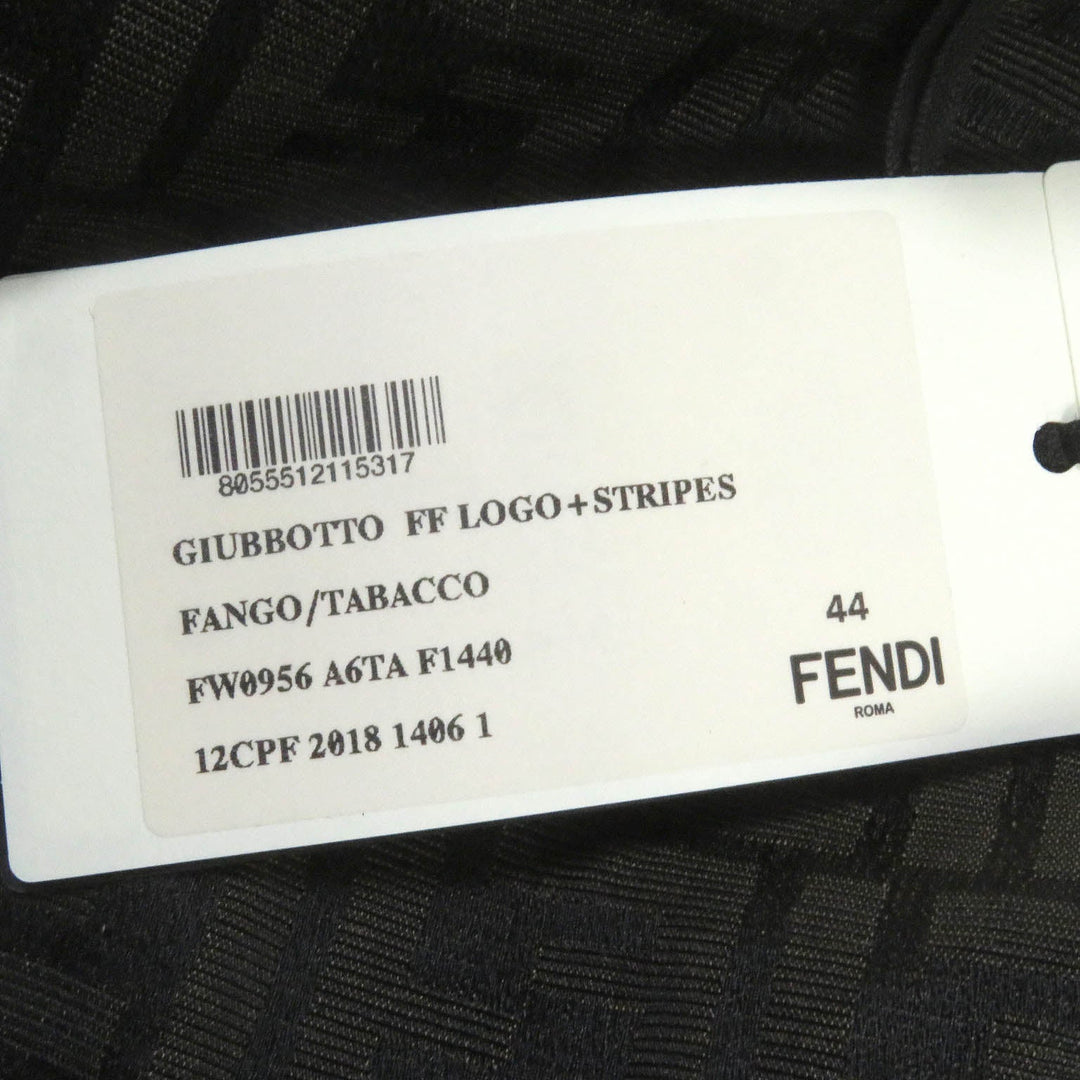 8055512115317
GIUBBOTTO FF LOGO+STRIPES
FANGO/TABACCO
FW0956 A6TA F1440
12CPF 2018 1406 1
44
FENDI
ROMA